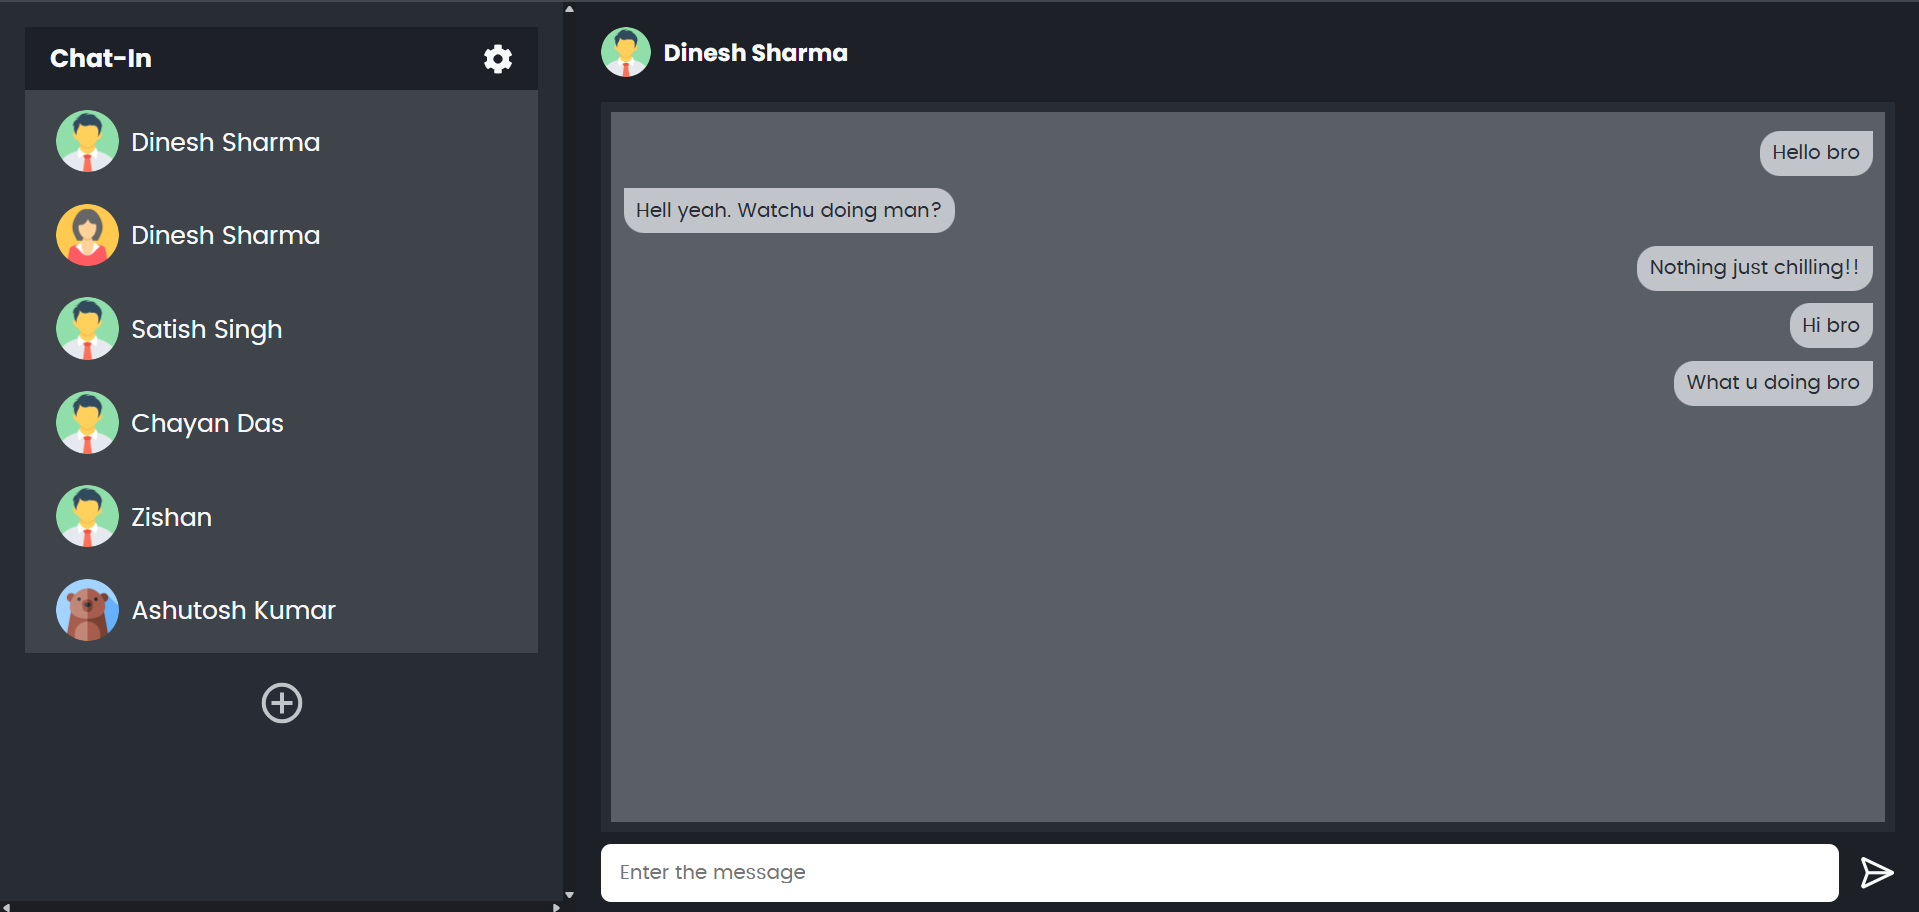 Chat-In
Dinesh Sharma
Dinesh Sharma
Satish Singh
Chayan Das
Zishan
Ashutosh Kumar
Dinesh Sharma
Hello bro
Hell yeah. Watchu doing man?
Nothing just chilling!!
Hi bro
What u doing bro
Enter the message